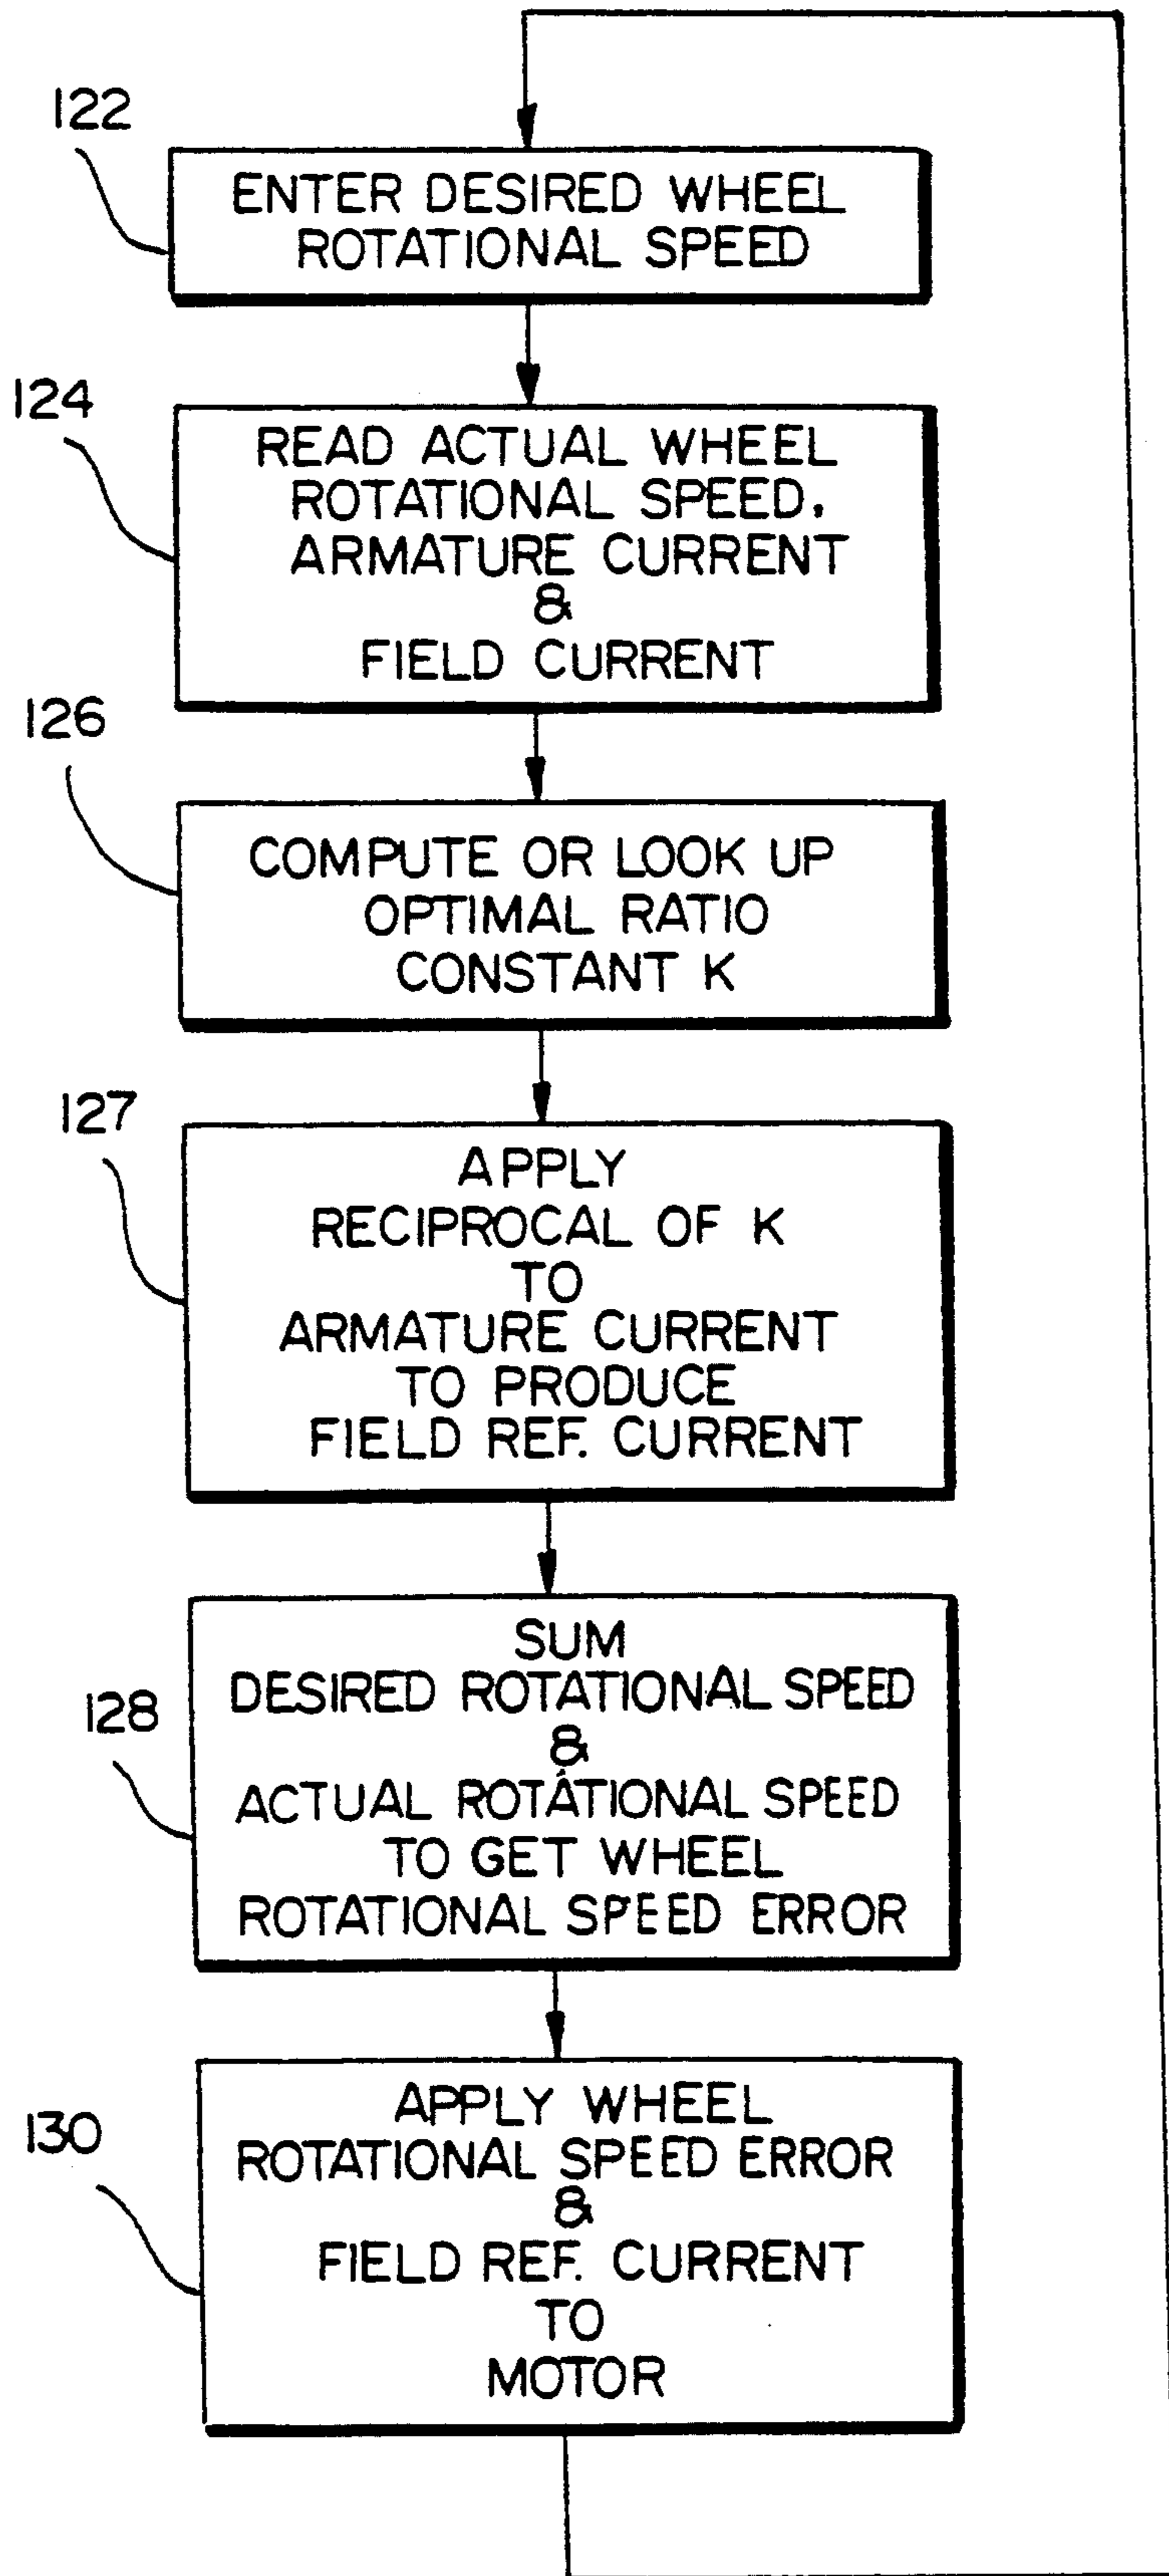 122
ENTER DESIRED WHEEL
ROTATIONAL SPEED
124
READ ACTUAL WHEEL
ROTATIONAL SPEED.
ARMATURE CURRENT
&
FIELD CURRENT
126
COMPUTE OR LOOK UP
OPTIMAL RATIO
CONSTANT K
127
APPLY
RECIPROCAL OF K
TO
ARMATURE CURRENT
TO PRODUCE
FIELD REF. CURRENT
128
SUM
DESIRED ROTATIONAL SPEED
&
ACTUAL ROTATIONAL SPEED
TO GET WHEEL
ROTATIONAL SPEED ERROR
130
APPLY WHEEL
ROTATIONAL SPEED ERROR
&
FIELD REF. CURRENT
TO
MOTOR